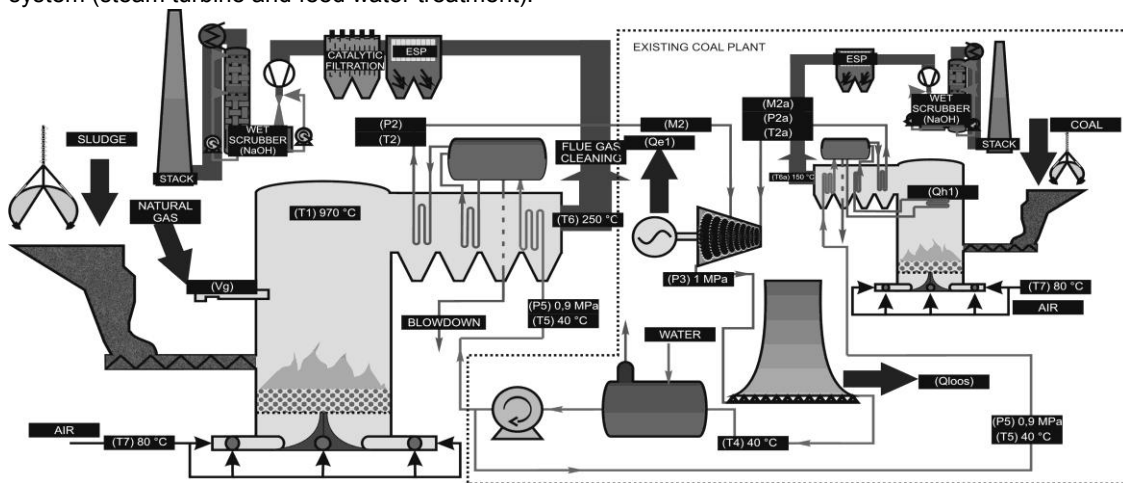 system (steam turbine and feed water treatment).
EXISTING COAL PLANT
CATALYTIC
FILTRATION
ESP
ESP
WET
SCRUBBER
(NaOH)
STACK
SLUDGE
NATURAL
GAS
(Vg)
(T1) 970 °C
(P2)
(T2)
(M2)
FLUE GAS
CLEANING
(Qe1)
(M2a)
(P2a)
(T2a)
(T6) 250 °C
(T6a) 150 °C
WET
SCRUBBER
(NaOH)
STACK
COAL
(Qh1)
(P3) 1 MPa
(T7) 80 °C
AIR
BLOWDOWN
(P5) 0,9 MPa
(T5) 40 °C
WATER
(Qloos)
(P5) 0,9 MPa
(T5) 40 °C
AIR
(T7) 80 °C
(T4) 40 °C